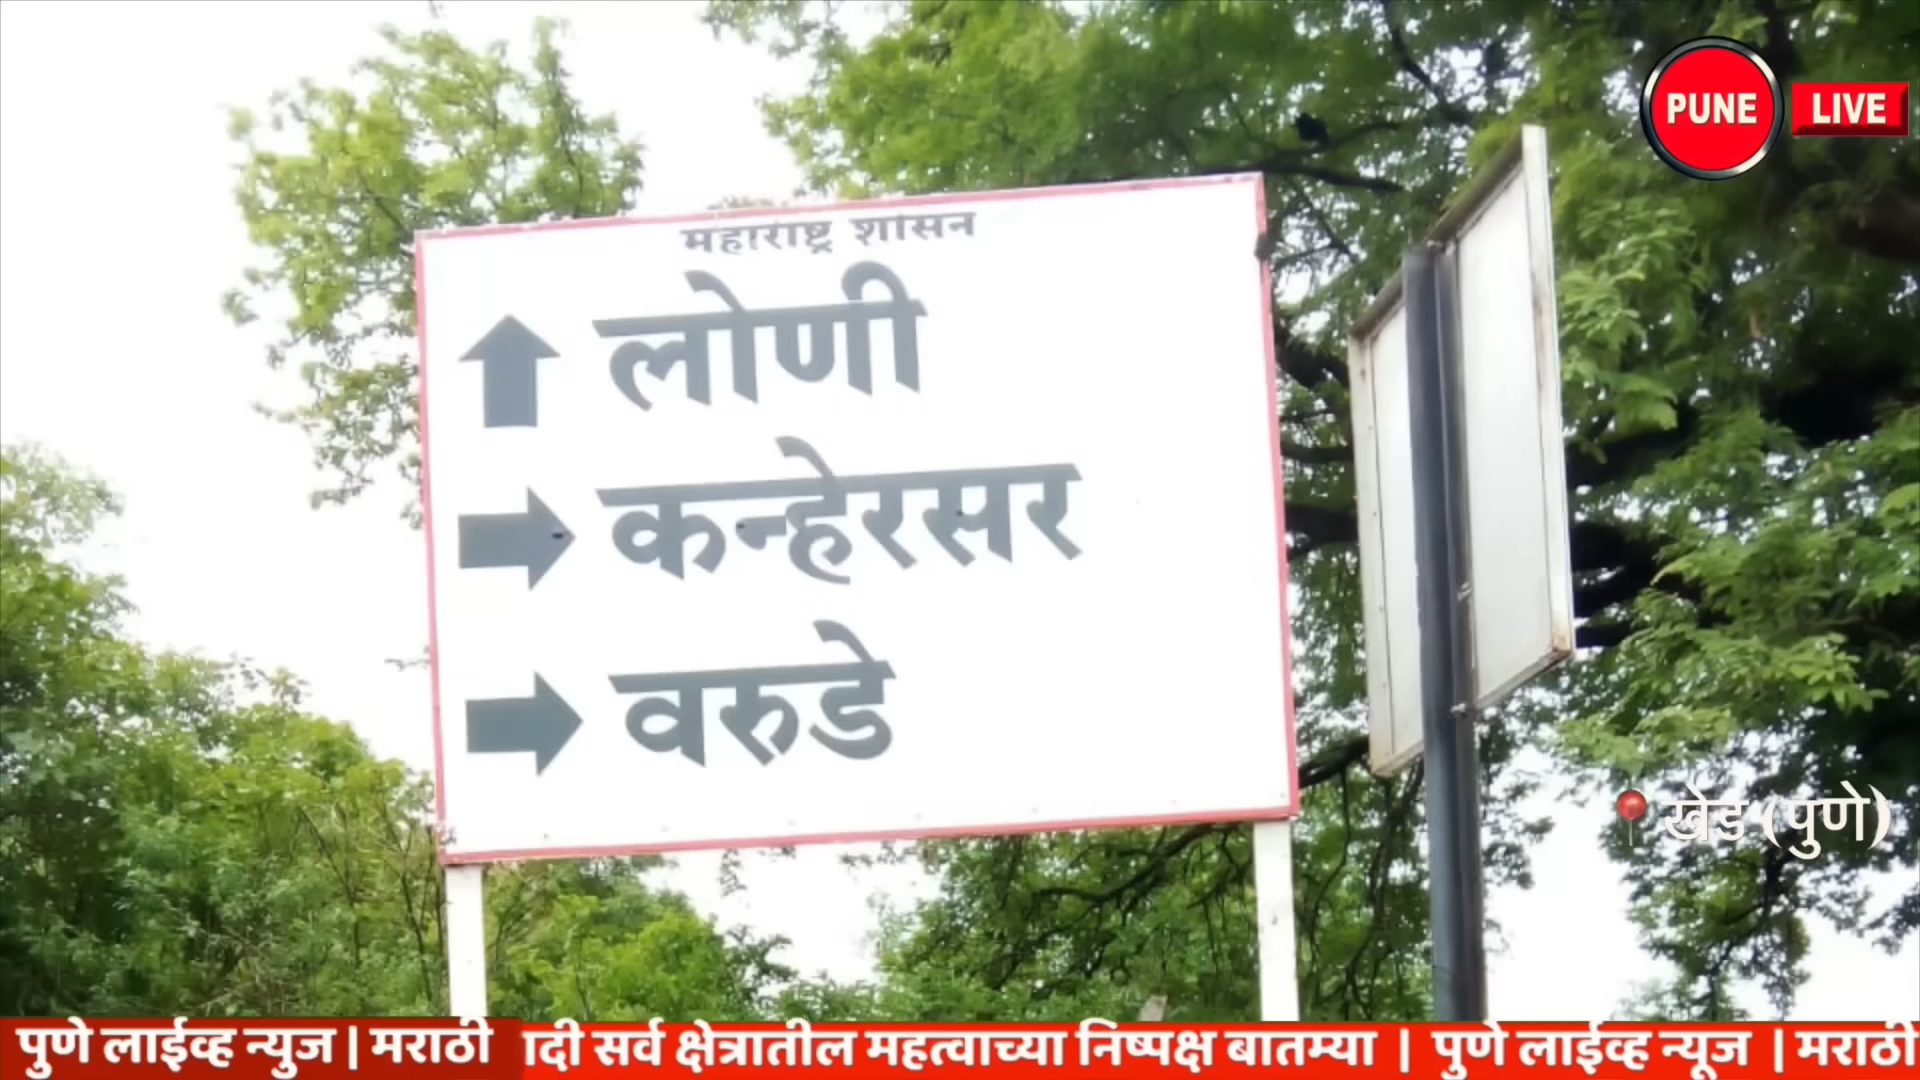 PUNE LIVE
महाराष्ट्र शासन
लोणी
कन्हेरसर
वरुडे
खेड (पुणे)
पुणे लाईव्ह न्युज | मराठी
दी सर्व क्षेत्रातील महत्वाच्या निष्पक्ष बातम्या | पुणे लाईव्ह न्यूज | मराठी